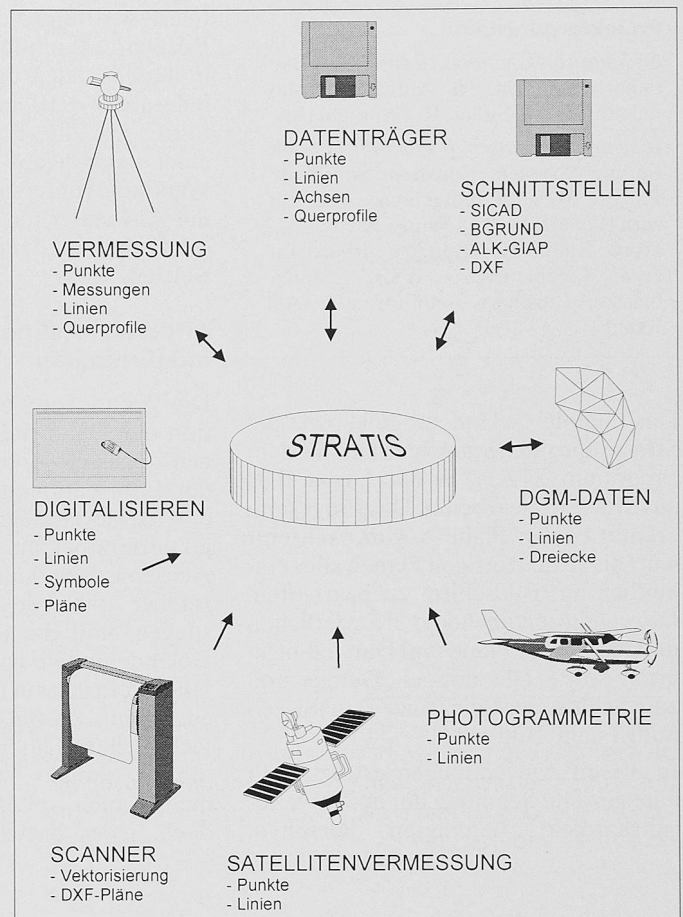 DATENTRÄGER
- Punkte
- Linien
- Achsen
- Querprofile
SCHNITTSTELLEN
- SICAD
- BGRUND
- ALK-GIAP
- DXF
VERMESSUNG
- Punkte
- Messungen
- Linien
- Querprofile
STRATIS
DIGITALISIEREN
- Punkte
- Linien
- Symbole
- Pläne
DGM-DATEN
- Punkte
- Linien
- Dreiecke
PHOTOGRAMMETRIE
- Punkte
- Linien
SCANNER
- Vektorisierung
- DXF-Pläne
SATELLITENVERMESSUNG
- Punkte
- Linien